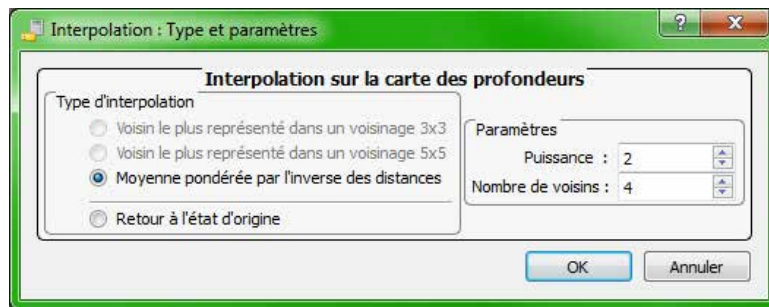 Interpolation : Type et paramètres
Interpolation sur la carte des profondeurs
Type d'interpolation
Voisin le plus représenté dans un voisinage 3x3
Voisin le plus représenté dans un voisinage 5x5
Moyenne pondérée par l'inverse des distances
Retour à l'état d'origine
Paramètres
Puissance : 2
Nombre de voisins : 4
OK Annuler